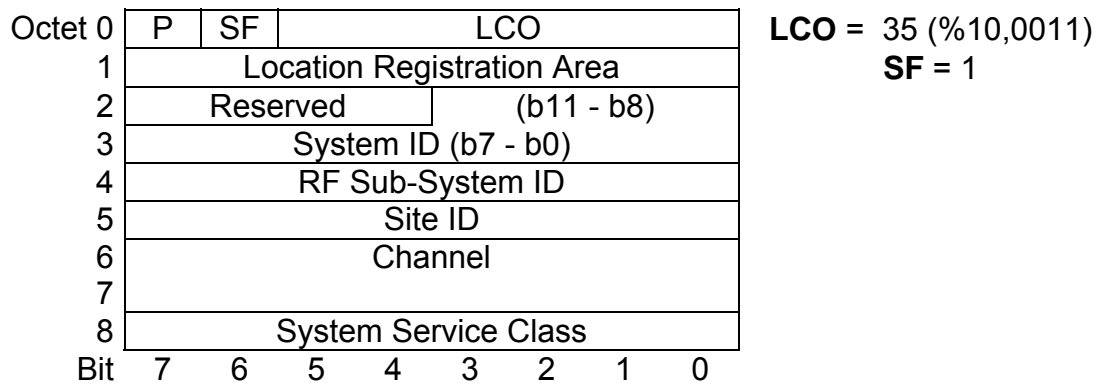 Octet 0 P SF LCO LCO = 35 (%10,0011)
1 Location Registration Area SF = 1
2 Reserved (b11 - b8)
3 System ID (b7 - b0)
4 RF Sub-System ID
5 Site ID
6 Channel
7
8 System Service Class
Bit 7 6 5 4 3 2 1 0